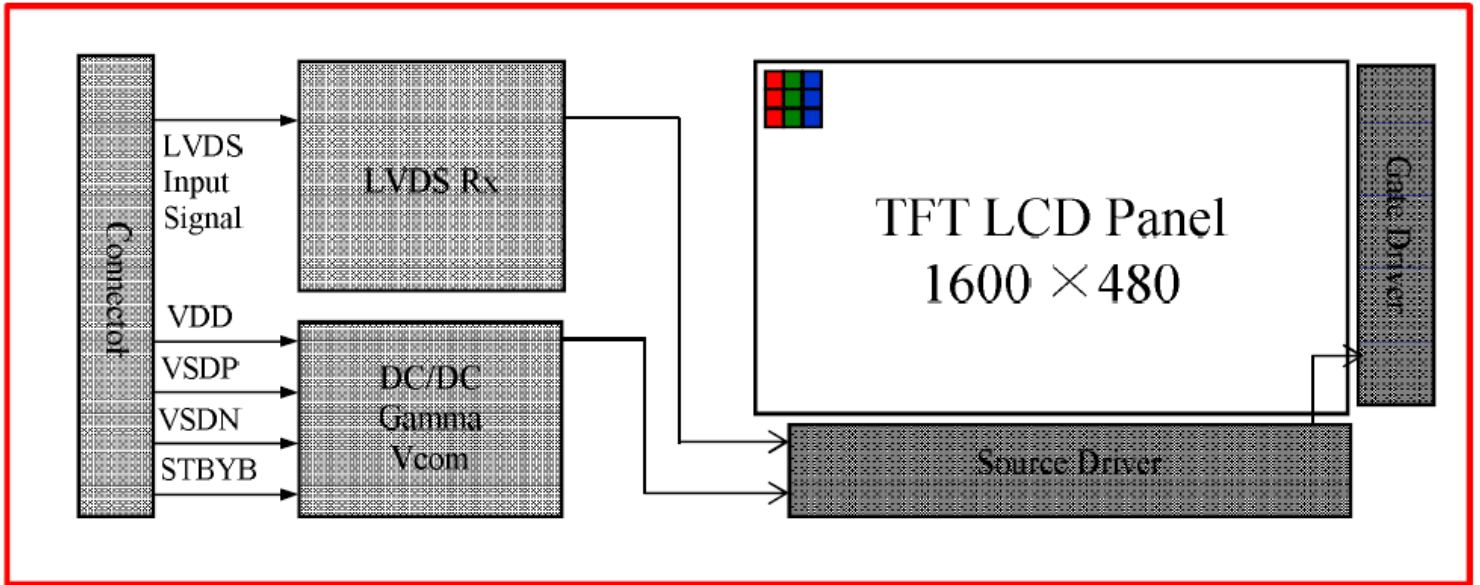 Connector
LVDS
Input
Signal
VDD
VSDP
VSDN
STBYB
LVDS Rx
DC/DC
Gamma
Vcom
TFT LCD Panel
1600 ×480
Source Driver
Gate Driver